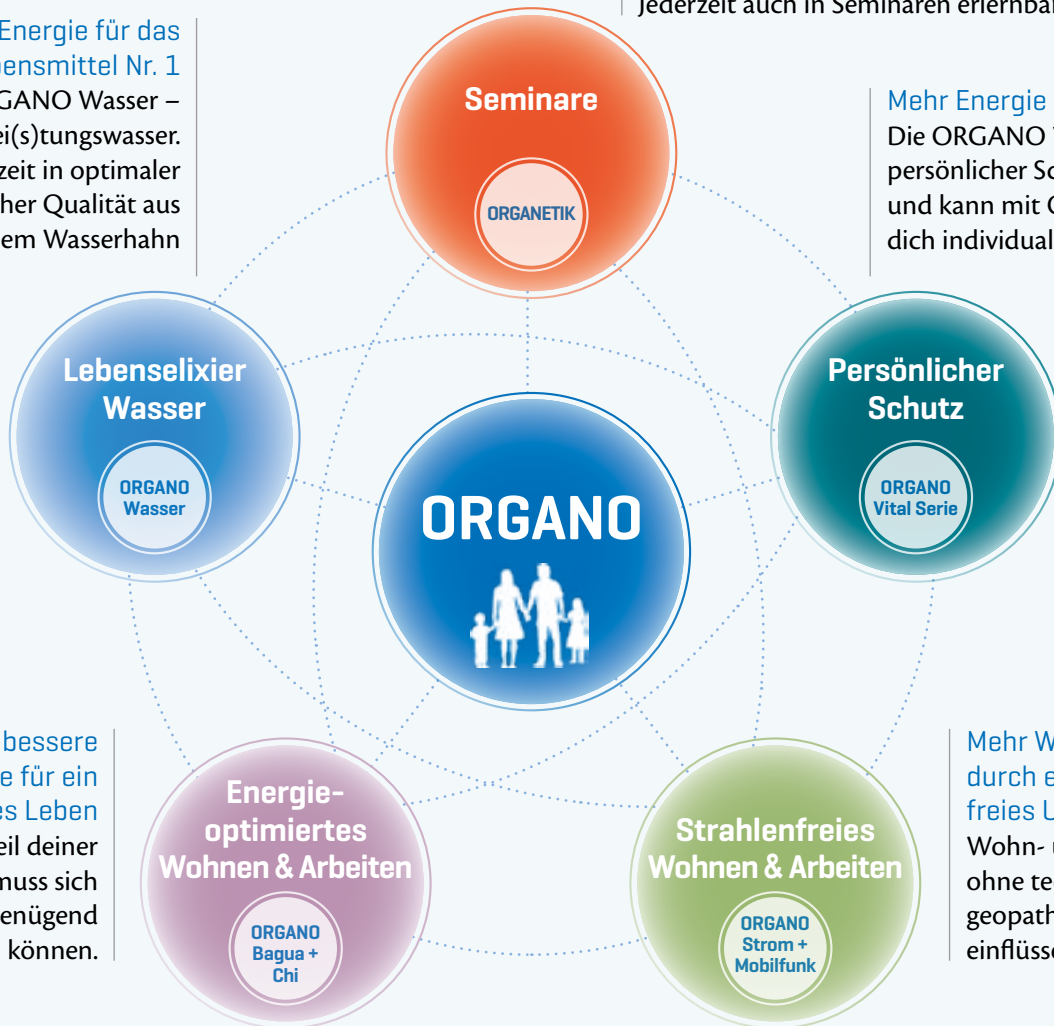 Jederzeit auch in Seminaren erlernba
Energie für das
bensmittel Nr. 1
GANO Wasser –
ei(s)tungswasser.
zeit in optimaler
her Qualität aus
em Wasserhahn
Seminare
ORGANETIK
Mehr Energie
Die ORGANO
persönlicher Sc
und kann mit
dich individual
Lebenselixier
Wasser
ORGANO
Wasser
Persönlicher
Schutz
ORGANO
Vital Serie
ORGANO
bessere
e für ein
es Leben
eil deiner
muss sich
enügend
können.
Energie-
optimiertes
Wohnen & Arbeiten
ORGANO
Bagua +
Chi
Strahlenfreies
Wohnen & Arbeiten
ORGANO
Strom +
Mobilfunk
Mehr W
durch e
freies U
Wohn- u
ohne te
geopath
einflüsse